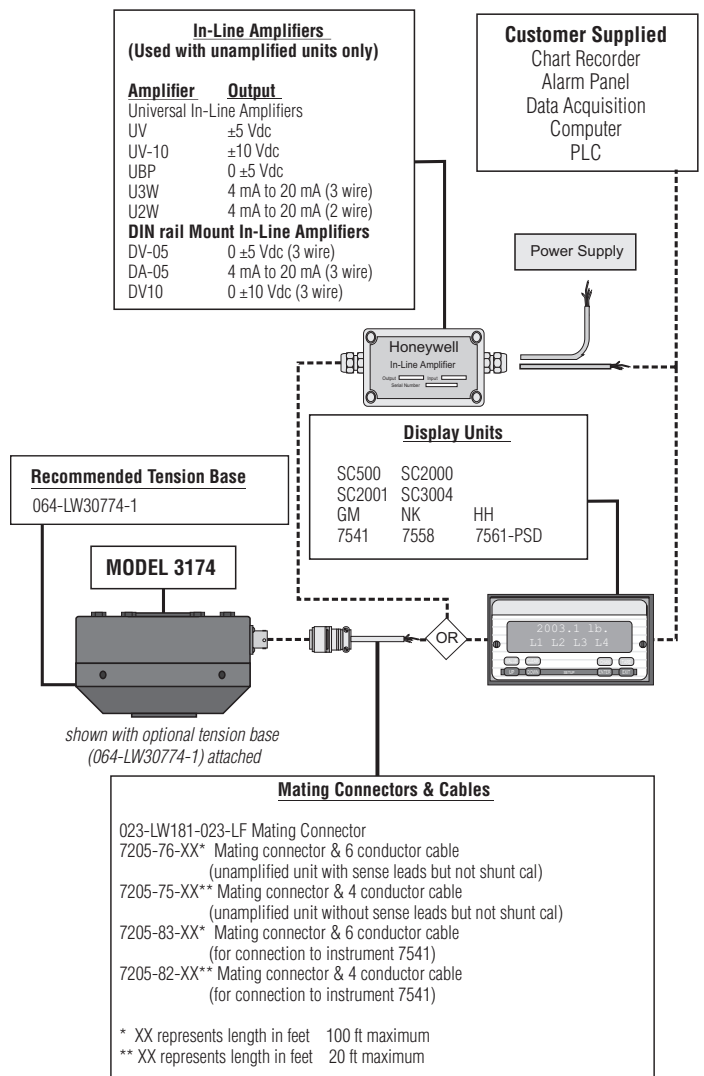 In-Line Amplifiers
(Used with unamplified units only)
Amplifier Output
Universal In-Line Amplifiers
UV ±5 Vdc
UV-10 ±10 Vdc
UBP 0 ±5 Vdc
U3W 4 mA to 20 mA (3 wire)
U2W 4 mA to 20 mA (2 wire)
DIN rail Mount In-Line Amplifiers
DV-05 0 ±5 Vdc (3 wire)
DA-05 4 mA to 20 mA (3 wire)
DV10 0 ±10 Vdc (3 wire)
Customer Supplied
Chart Recorder
Alarm Panel
Data Acquisition
Computer
PLC
Power Supply
Honeywell
In-Line Amplifier
Output Input
Serial Number
Display Units
SC500 SC2000
SC2001 SC3004
GM NK HH
7541 7558 7561-PSD
Recommended Tension Base
064-LW30774-1
MODEL 3174
OR
2003.1 lb.
L1 L2 L3 L4
shown with optional tension base
(064-LW30774-1) attached
Mating Connectors & Cables
023-LW181-023-LF Mating Connector
7205-76-XX* Mating connector & 6 conductor cable
(unamplified unit with sense leads but not shunt cal)
7205-75-XX** Mating connector & 4 conductor cable
(unamplified unit without sense leads but not shunt cal)
7205-83-XX* Mating connector & 6 conductor cable
(for connection to instrument 7541)
7205-82-XX** Mating connector & 4 conductor cable
(for connection to instrument 7541)
* XX represents length in feet 100 ft maximum
** XX represents length in feet 20 ft maximum